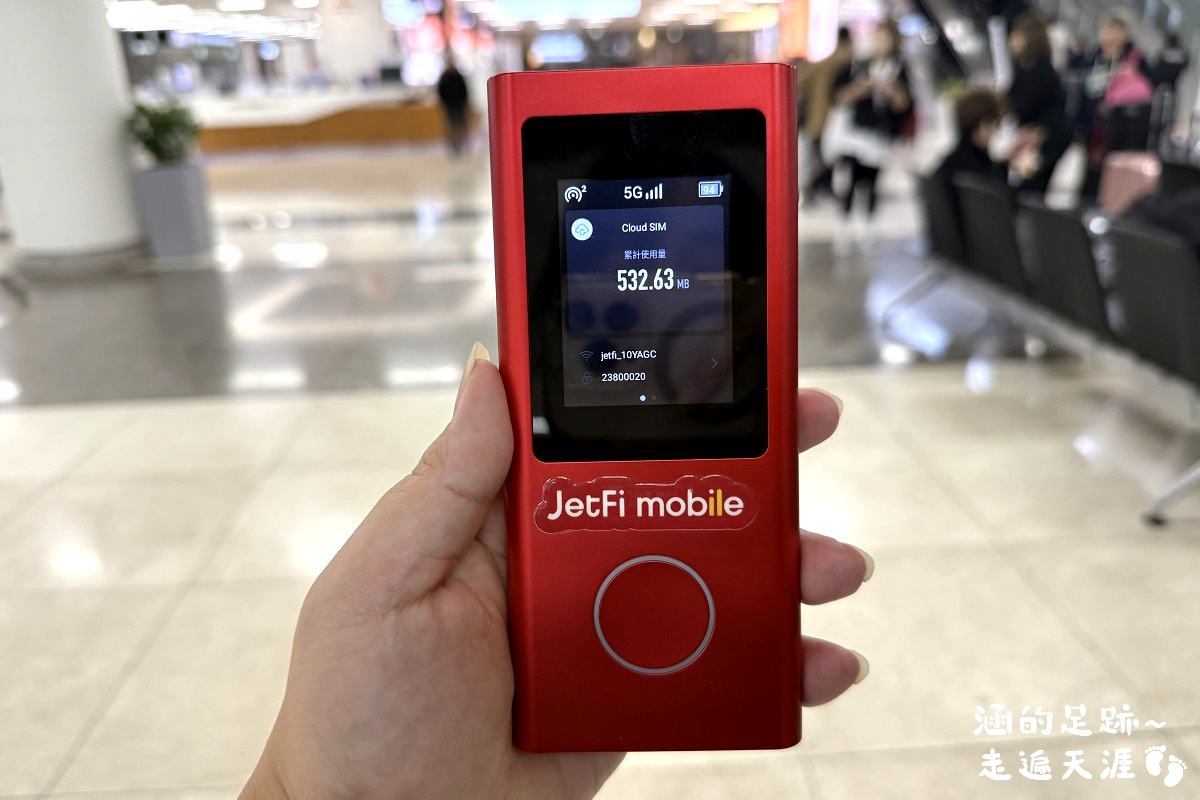 2 5G 94
Cloud SIM
累計使用量
532.63 MB
jetfi_10YAGC
23800020
JetFi mobile
涵的足跡~
走遍天涯